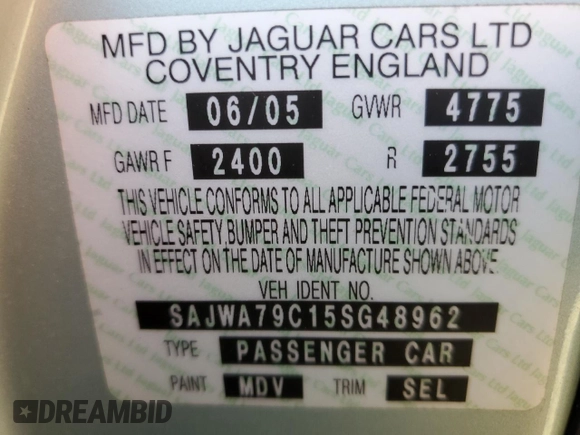 MFD BY JAGUAR CARS LTD
COVENTRY ENGLAND
MFD DATE 06/05 GVWR 4775
GAWR F 2400 R 2755
THIS VEHICLE CONFORMS TO ALL APPLICABLE FEDERAL MOTOR
VEHICLE SAFETY, BUMPER AND THEFT PREVENTION STANDARDS
IN EFFECT ON THE DATE OF MANUFACTURE SHOWN ABOVE.
VEH IDENT NO.
SAJWA79C15SG48962
TYPE PASSENGER CAR
PAINT MDV TRIM SEL
DREAMBID